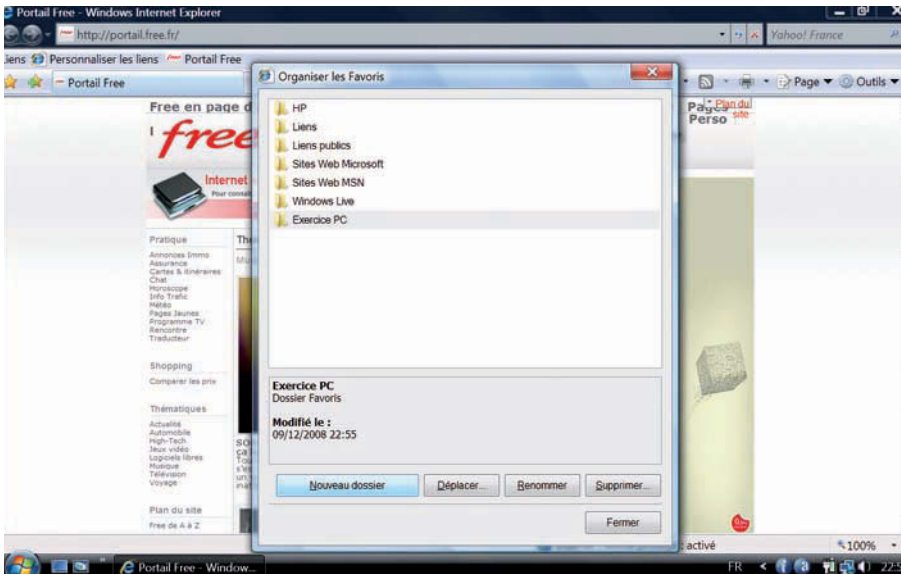 Portail Free - Windows Internet Explorer
http://portail.free.fr/
Yahoo! France
iens Personnaliser les liens Portail Free
Portail Free
Page Outils
Free en page d
free
Internet
Pour connaî
Pages
Perso
Plan du
site
Pratique
Annonces Immo
Assurance
Cartes & Itinéraires
Chat
Horoscope
Info Trafic
Météo
Pages Jaunes
Programme TV
Rencontre
Traducteur
Shopping
Comparer les prix
Thématiques
Actualité
Automobile
High-Tech
Jeux vidéo
Logiciels libres
Musique
Télévision
Voyage
Plan du site
Free de A à Z
Organiser les Favoris
HP
Liens
Liens publics
Sites Web Microsoft
Sites Web MSN
Windows Live
Exercice PC
Exercice PC
Dossier Favoris
Modifié le :
09/12/2008 22:55
Nouveau dossier Déplacer... Renommer Supprimer...
Fermer
activé
100%
Portail Free - Window...
FR
22:5